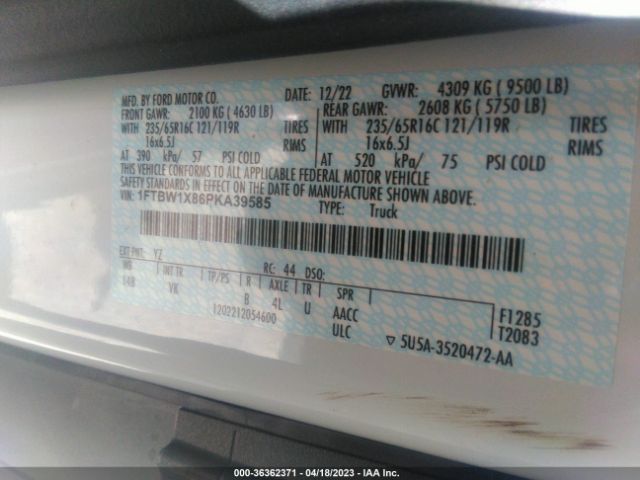 MFD. BY FORD MOTOR CO.
DATE: 12/22 GVWR: 4309 KG ( 9500 LB)
FRONT GAWR: 2100 KG ( 4630 LB)
REAR GAWR: 2608 KG ( 5750 LB)
WITH 235/65R16C 121/119R TIRES
WITH 235/65R16C 121/119R TIRES
16x6.5J RIMS
16x6.5J RIMS
AT 390 kPa/ 57 PSI COLD
AT 520 kPa/ 75 PSI COLD
THIS VEHICLE CONFORMS TO ALL APPLICABLE FEDERAL MOTOR VEHICLE
SAFETY STANDARDS IN EFFECT ON THE DATE OF MANUFACTURE SHOWN ABOVE.
VIN: 1FTBW1X86PKA39585
TYPE: Truck
EXT PNT: YZ RC: 44 DSO:
WB INT TR TP/PS R AXLE TR SPR
148 VK B 4L U AACC
ULC
1202212054600
F1285
T2083
▽ 5U5A-3520472-AA
000-36362371 - 04/18/2023 - IAA Inc.